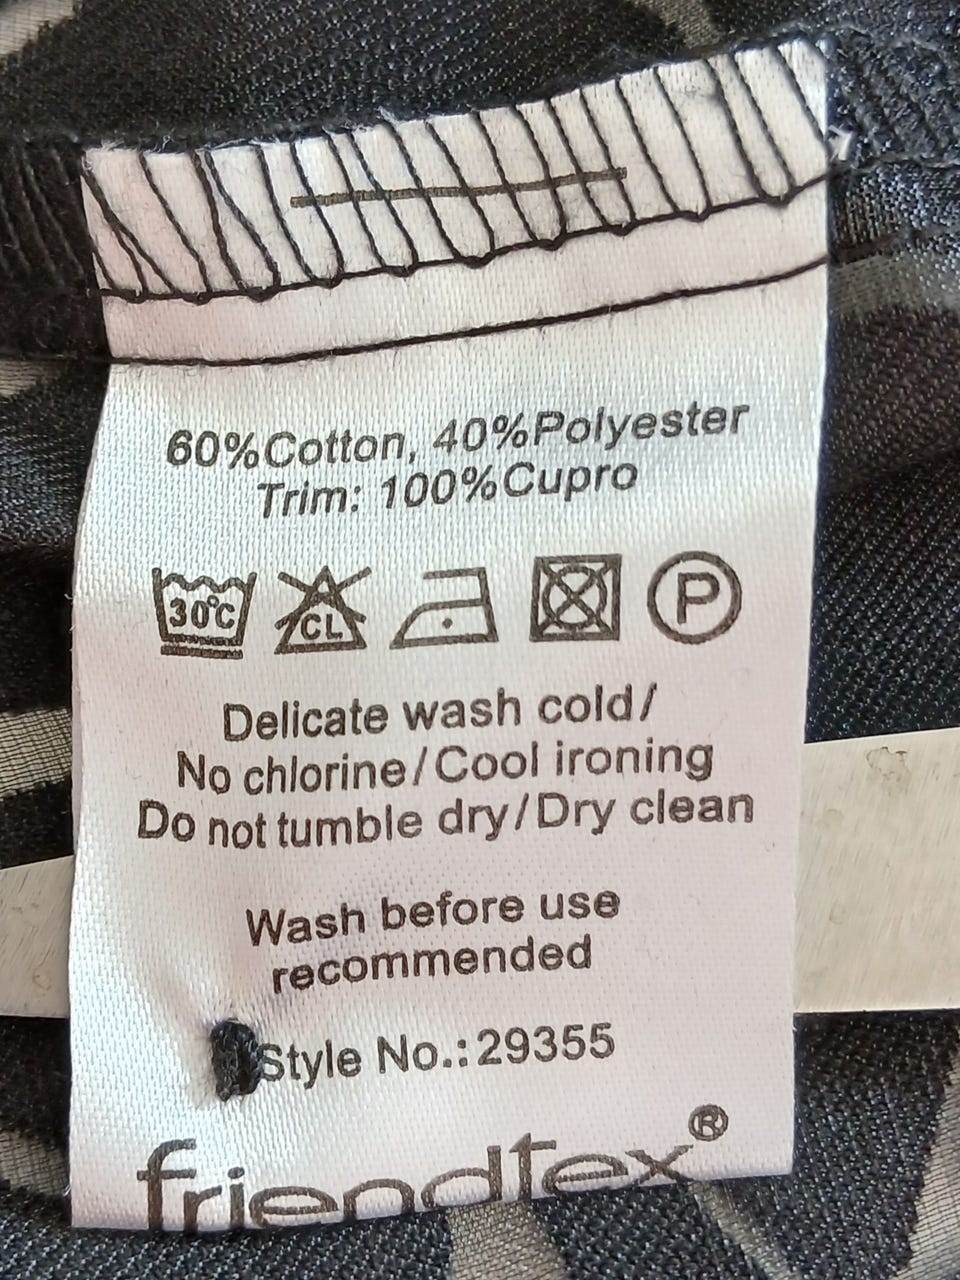 60%Cotton, 40%Polyester
Trim: 100%Cupro
30°C CL P
Delicate wash cold/
No chlorine/Cool ironing
Do not tumble dry/Dry clean
Wash before use
recommended
Style No.:29355
friendtex®